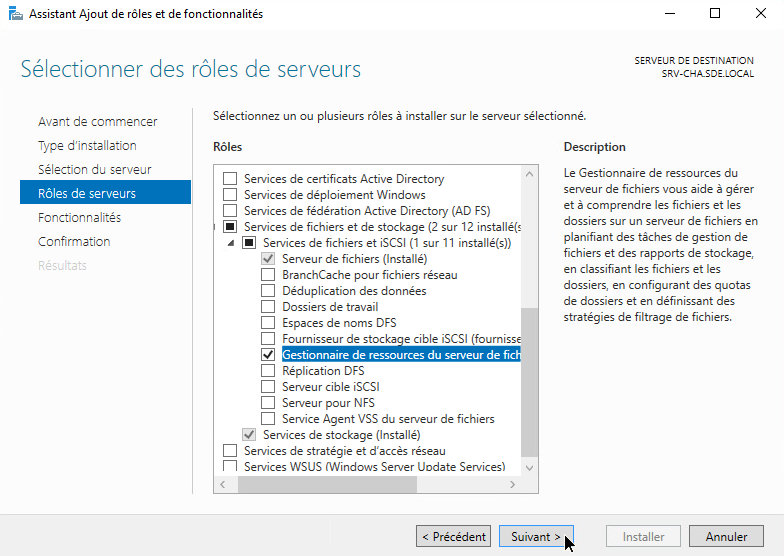 Assistant Ajout de rôles et de fonctionnalités
Sélectionner des rôles de serveurs
SERVEUR DE DESTINATION
SRV-CHA.SDE.LOCAL
Avant de commencer
Type d'installation
Sélection du serveur
Rôles de serveurs
Fonctionnalités
Confirmation
Résultats
Sélectionnez un ou plusieurs rôles à installer sur le serveur sélectionné.
Rôles
Services de certificats Active Directory
Services de déploiement Windows
Services de fédération Active Directory (AD FS)
Services de fichiers et de stockage (2 sur 12 installé(s
Services de fichiers et iSCSI (1 sur 11 installé(s))
Serveur de fichiers (Installé)
BranchCache pour fichiers réseau
Déduplication des données
Dossiers de travail
Espaces de noms DFS
Fournisseur de stockage cible iSCSI (fournisse
Gestionnaire de ressources du serveur de fich
Réplication DFS
Serveur cible iSCSI
Serveur pour NFS
Service Agent VSS du serveur de fichiers
Services de stockage (Installé)
Services de stratégie et d'accès réseau
Services WSUS (Windows Server Update Services)
Description
Le Gestionnaire de ressources du
serveur de fichiers vous aide à gérer
et à comprendre les fichiers et les
dossiers sur un serveur de fichiers en
planifiant des tâches de gestion de
fichiers et des rapports de stockage,
en classifiant les fichiers et les
dossiers, en configurant des quotas
de dossiers et en définissant des
stratégies de filtrage de fichiers.
< Précédent
Suivant >
Installer
Annuler